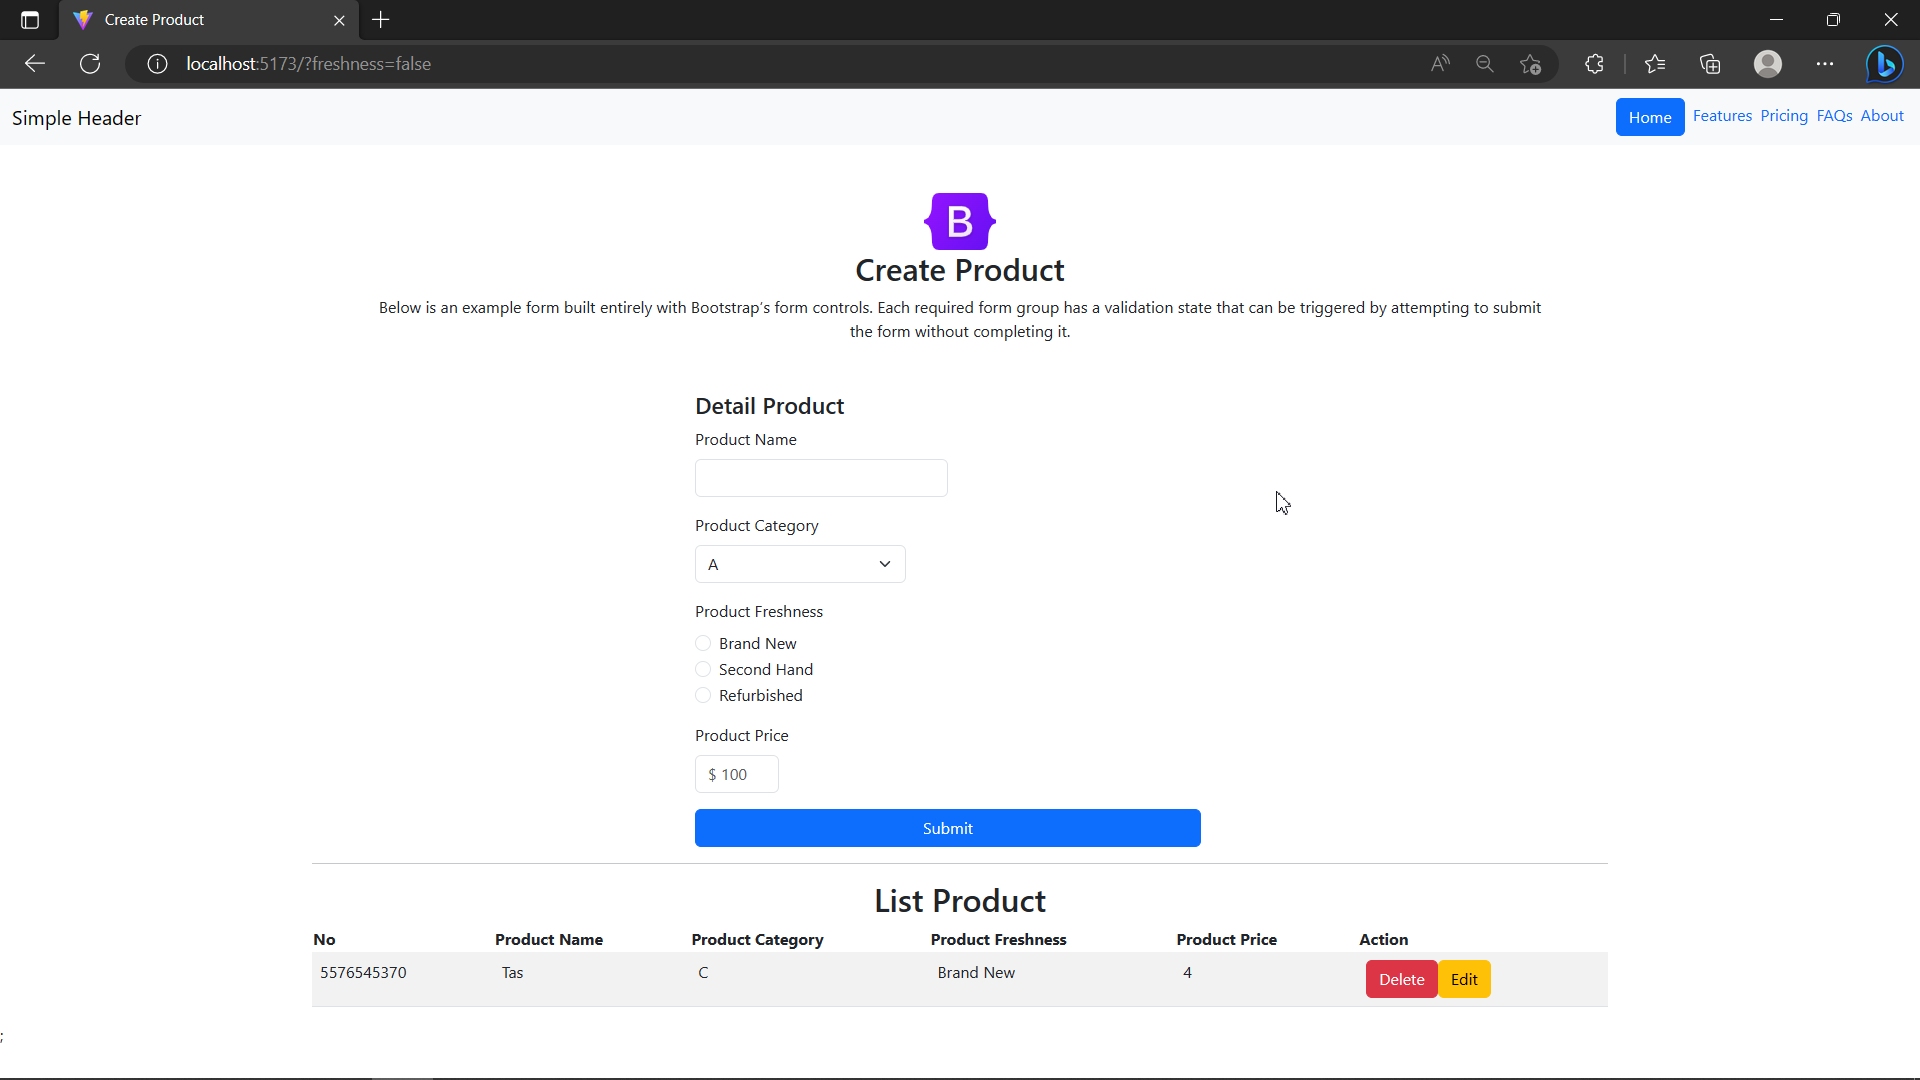 Create Product
localhost:5173/?freshness=false
Simple Header
Home Features Pricing FAQs About
B
Create Product
Below is an example form built entirely with Bootstrap's form controls. Each required form group has a validation state that can be triggered by attempting to submit
the form without completing it.
Detail Product
Product Name
Product Category
A
Product Freshness
Brand New
Second Hand
Refurbished
Product Price
$ 100
Submit
List Product
No Product Name Product Category Product Freshness Product Price Action
5576545370 Tas C Brand New 4 Delete Edit
;